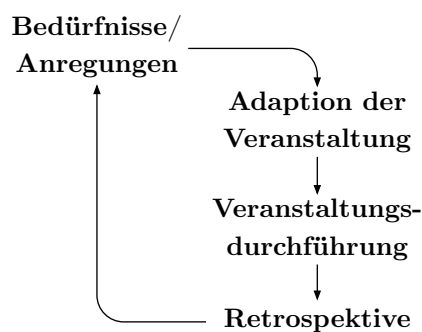 Bedürfnisse/
Anregungen
Adaption der
Veranstaltung
Veranstaltungs-
durchführung
Retrospektive